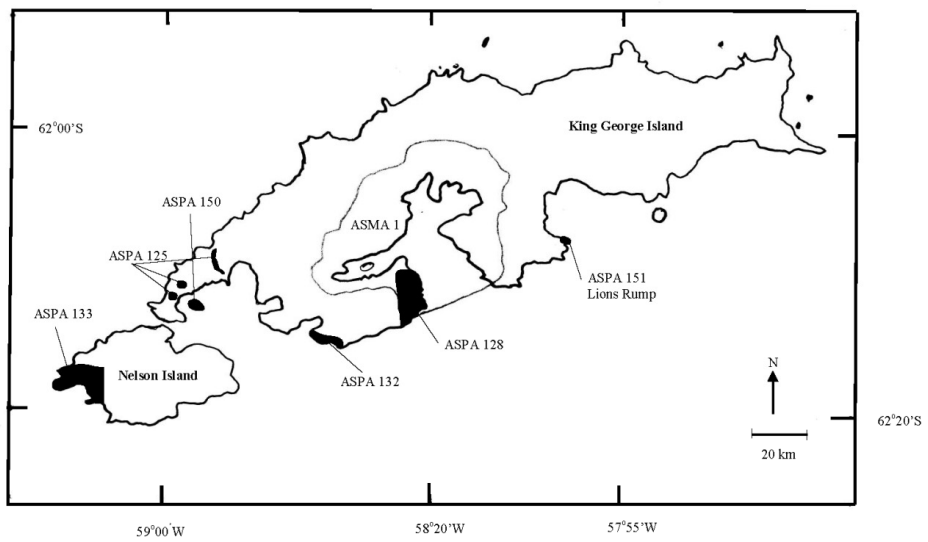 62°00'S
King George Island
ASPA 150
ASMA 1
ASPA 125
ASPA 151
Lions Rump
ASPA 133
ASPA 128
Nelson Island
ASPA 132
N
62°20'S
20 km
59°00'W
58°20'W
57°55'W